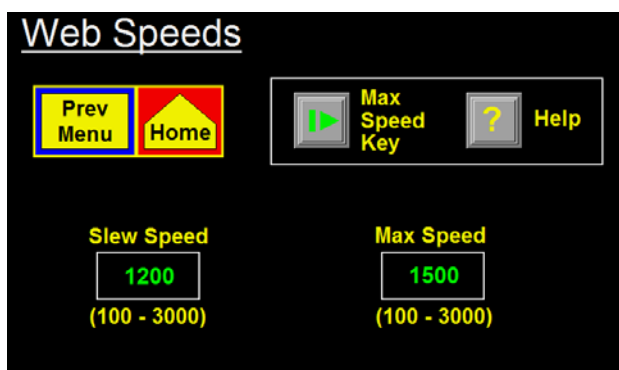 Web Speeds
Prev
Menu
Home
Max
Speed
Key
?
Help
Slew Speed
1200
(100 - 3000)
Max Speed
1500
(100 - 3000)